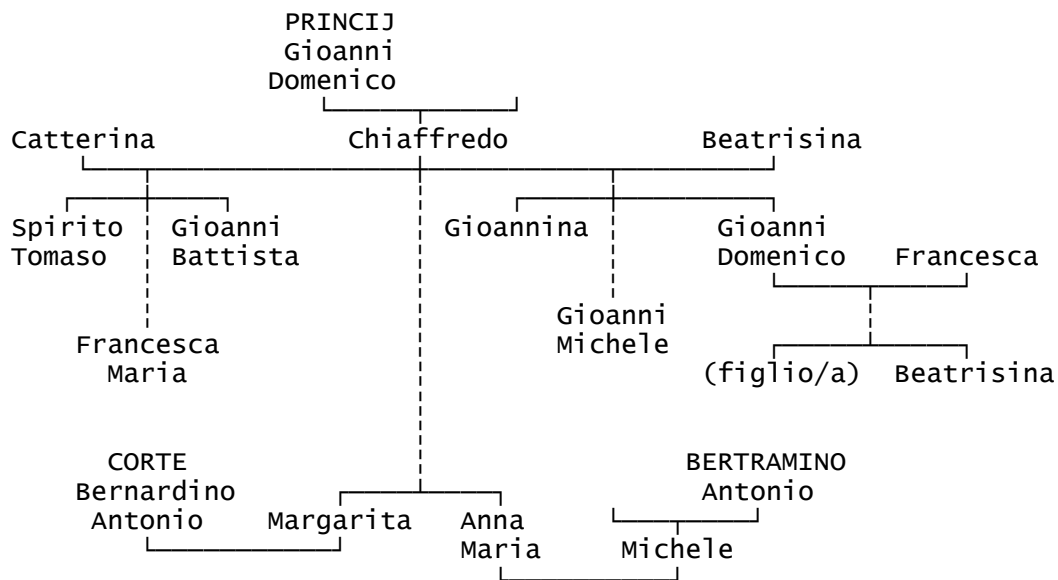 PRINCIJ
Gioanni
Domenico
Catterina Chiaffredo Beatrisina
Spirito Gioanni Gioannina Gioanni
Tomaso Battista Domenico Francesca
Gioanni
Francesca Michele
Maria (figlio/a) Beatrisina
CORTE BERTRAMINO
Bernardino Antonio
Antonio Margarita Anna
Maria Michele